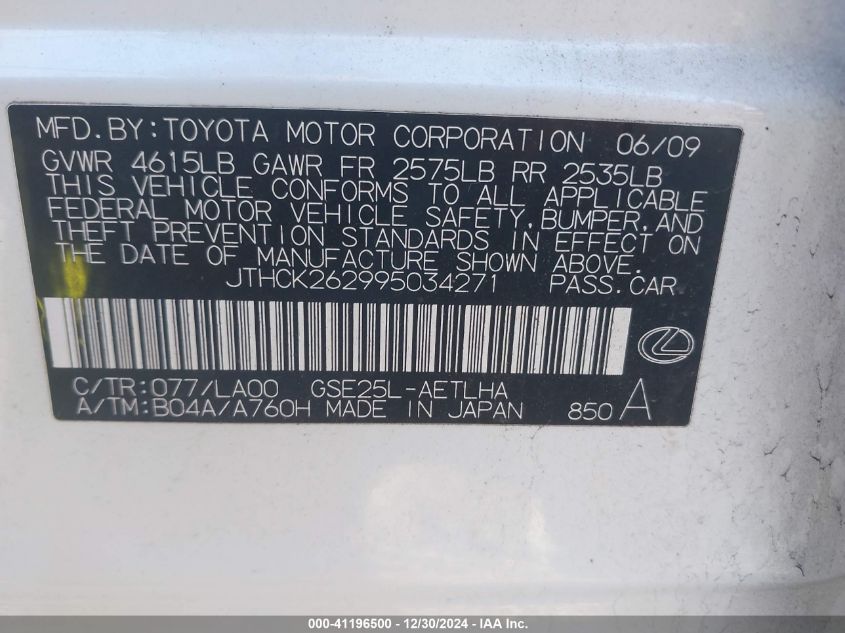 MFD.BY:TOYOTA MOTOR CORPORATION 06/09
GVWR 4615LB GAWR FR 2575LB RR 2535LB
THIS VEHICLE CONFORMS TO ALL APPLICABLE
FEDERAL MOTOR VEHICLE SAFETY, BUMPER, AND
THEFT PREVENTION STANDARDS IN EFFECT ON
THE DATE OF MANUFACTURE SHOWN ABOVE.
JTHCK262995034271 PASS.CAR
C/TR:077/LA00 GSE25L-AETLHA
A/TM:B04A/A760H MADE IN JAPAN 850 A
000-41196500 - 12/30/2024 - IAA Inc.